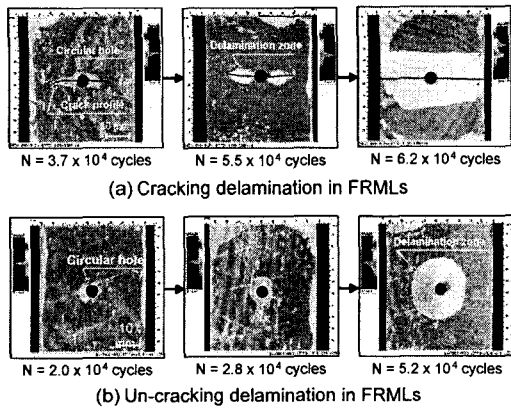 Circular hole
Crack profile
Delamination zone
N = 3.7 x 10⁴ cycles
N = 5.5 x 10⁴ cycles
N = 6.2 x 10⁴ cycles
(a) Cracking delamination in FRMLs
Circular hole
Delamination zone
N = 2.0 x 10⁴ cycles
N = 2.8 x 10⁴ cycles
N = 5.2 x 10⁴ cycles
(b) Un-cracking delamination in FRMLs